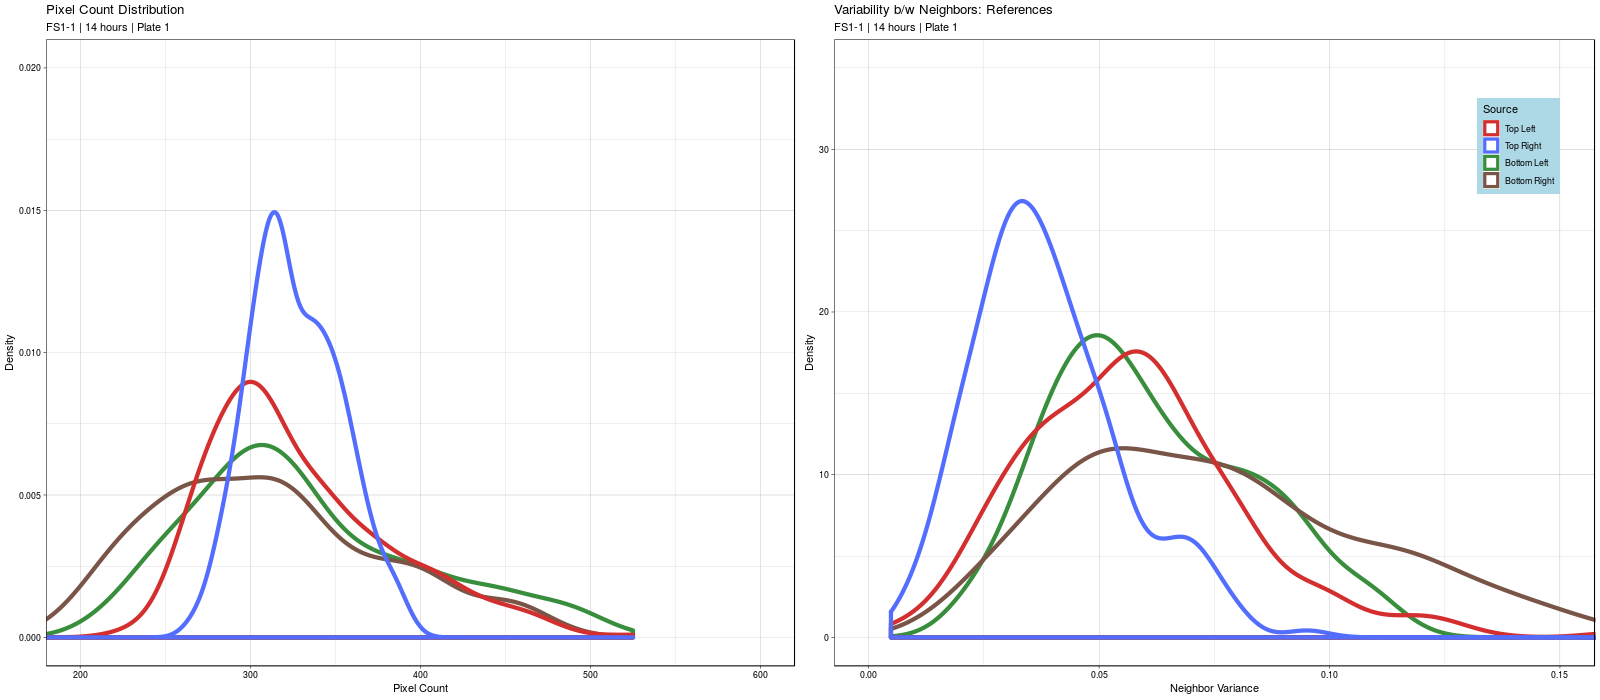 Pixel Count Distribution
FS1-1 | 14 hours | Plate 1
0.020
0.015
0.010
0.005
0.000
Density
200
300
400
500
600
Pixel Count
Variability b/w Neighbors: References
FS1-1 | 14 hours | Plate 1
30
20
10
0
Density
0.00
0.05
0.10
0.15
Neighbor Variance
Source
Top Left
Top Right
Bottom Left
Bottom Right